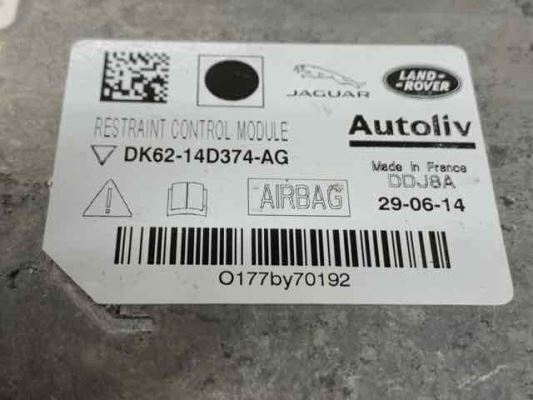 JAGUAR
LAND-
-ROVER
RESTRAINT CONTROL MODULE
Autoliv
DK62-14D374-AG
Made in France
DDJ8A
AIRBAG
29-06-14
O177by70192